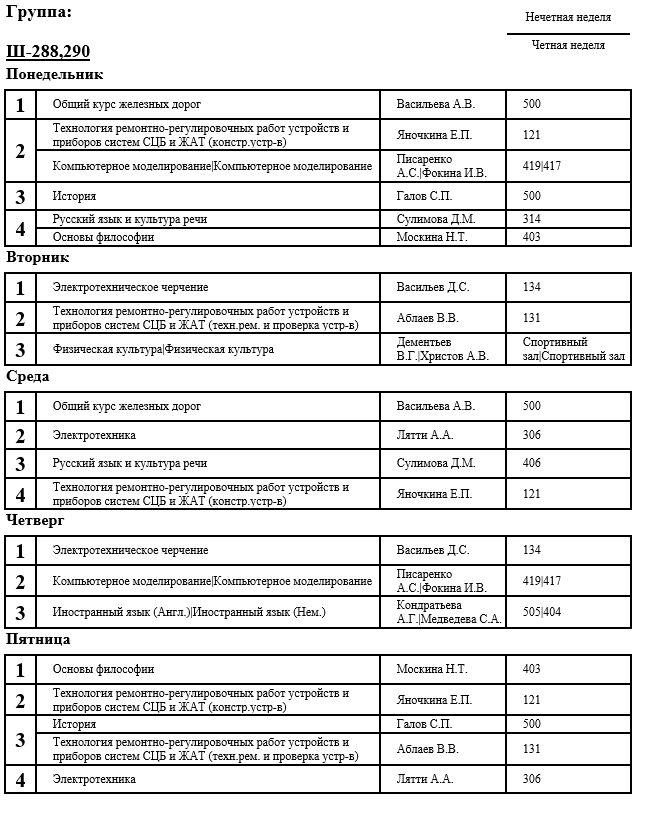 Группа:
Нечетная неделя
Четная неделя
Ш-288,290
Понедельник
1 Общий курс железных дорог Васильева А.В. 500
2 Технология ремонтно-регулировочных работ устройств и
приборов систем СЦБ и ЖАТ (констр.устр-в) Яночкина Е.П. 121
Компьютерное моделирование|Компьютерное моделирование Писаренко
А.С.|Фокина И.В. 419|417
3 История Галов С.П. 500
4 Русский язык и культура речи Сулимова Д.М. 314
Основы философии Москина Н.Т. 403
Вторник
1 Электротехническое черчение Васильев Д.С. 134
2 Технология ремонтно-регулировочных работ устройств и
приборов систем СЦБ и ЖАТ (техн.рем. и проверка устр-в) Аблаев В.В. 131
3 Физическая культура|Физическая культура Дементьев
В.Г.|Христов А.В. Спортивный
зал|Спортивный зал
Среда
1 Общий курс железных дорог Васильева А.В. 500
2 Электротехника Лятти А.А. 306
3 Русский язык и культура речи Сулимова Д.М. 406
4 Технология ремонтно-регулировочных работ устройств и
приборов систем СЦБ и ЖАТ (констр.устр-в) Яночкина Е.П. 121
Четверг
1 Электротехническое черчение Васильев Д.С. 134
2 Компьютерное моделирование|Компьютерное моделирование Писаренко
А.С.|Фокина И.В. 419|417
3 Иностранный язык (Англ.)|Иностранный язык (Нем.) Кондратьева
А.Г.|Медведева С.А. 505|404
Пятница
1 Основы философии Москина Н.Т. 403
2 Технология ремонтно-регулировочных работ устройств и
приборов систем СЦБ и ЖАТ (констр.устр-в) Яночкина Е.П. 121
3 История Галов С.П. 500
Технология ремонтно-регулировочных работ устройств и
приборов систем СЦБ и ЖАТ (техн.рем. и проверка устр-в) Аблаев В.В. 131
4 Электротехника Лятти А.А. 306